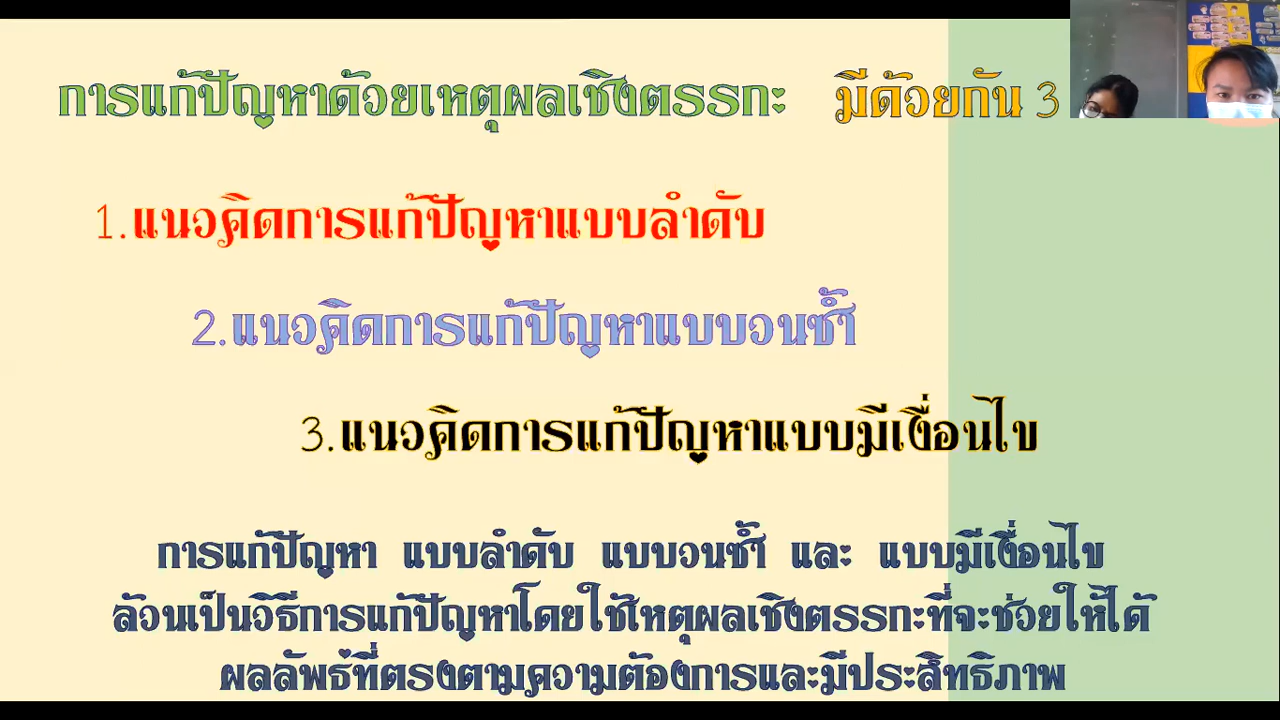 การแก้ปัญหาด้วยเหตุผลเชิงตรรกะ มีด้วยกัน 3
1.แนวคิดการแก้ปัญหาแบบลำดับ
2.แนวคิดการแก้ปัญหาแบบวนซ้ำ
3.แนวคิดการแก้ปัญหาแบบมีเงื่อนไข
การแก้ปัญหา แบบลำดับ แบบวนซ้ำ และ แบบมีเงื่อนไข
ล้วนเป็นวิธีการแก้ปัญหาโดยใช้เหตุผลเชิงตรรกะที่จะช่วยให้ได้
ผลลัพธ์ที่ตรงตามความต้องการและมีประสิทธิภาพ